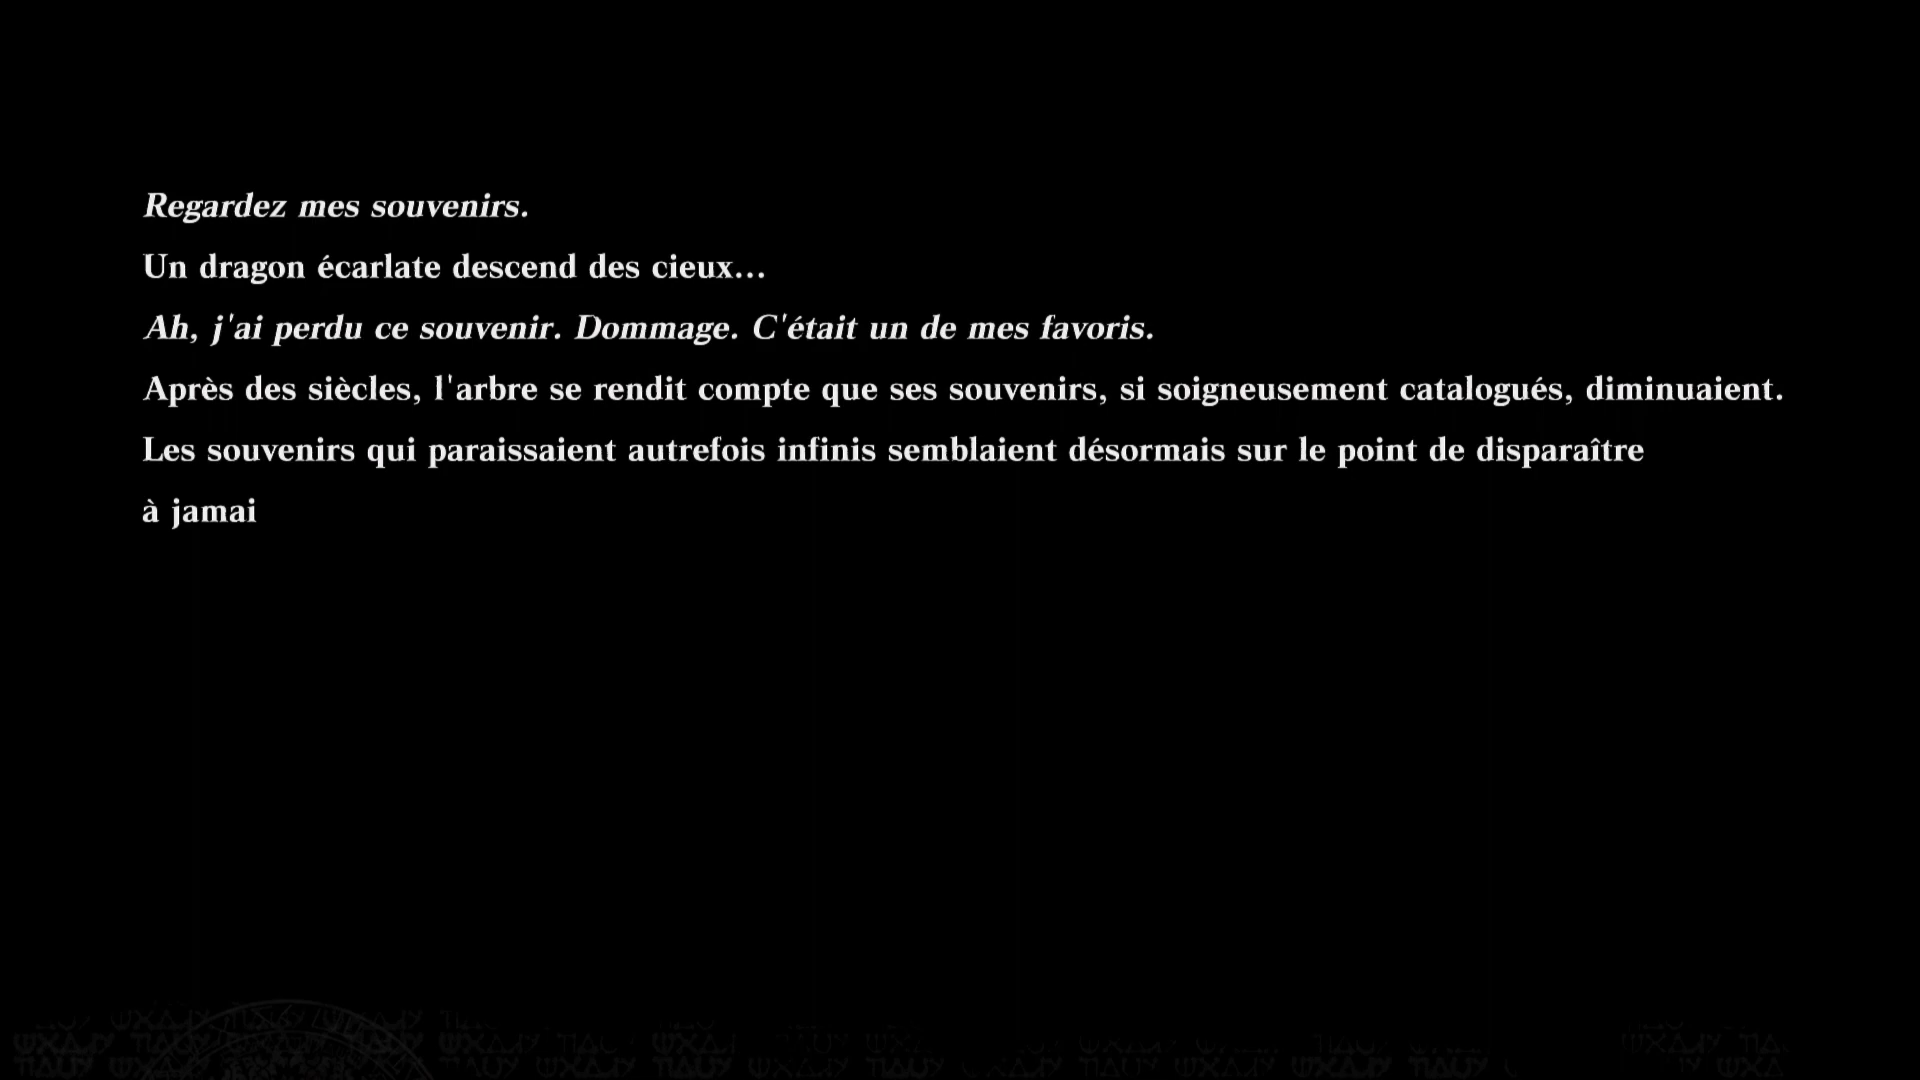 Regardez mes souvenirs.
Un dragon écarlate descend des cieux...
Ah, j'ai perdu ce souvenir. Dommage. C'était un de mes favoris.
Après des siècles, l'arbre se rendit compte que ses souvenirs, si soigneusement catalogués, diminuaient.
Les souvenirs qui paraissaient autrefois infinis semblaient désormais sur le point de disparaître
à jamai